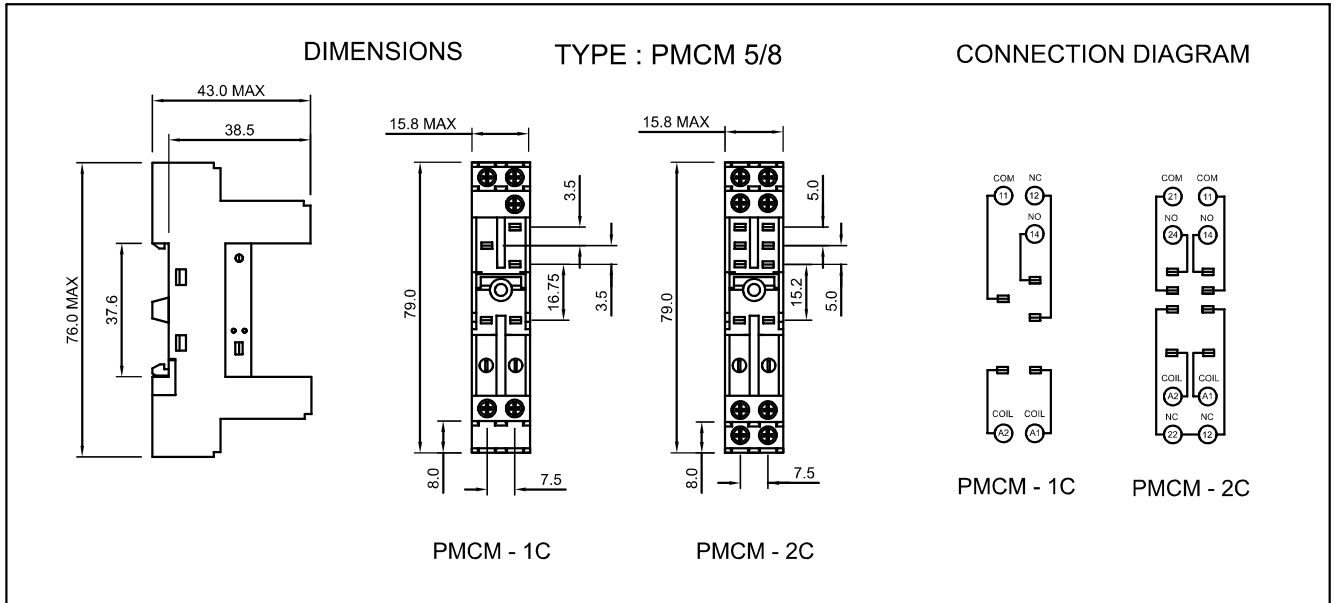 DIMENSIONS
TYPE : PMCM 5/8
CONNECTION DIAGRAM
43.0 MAX
38.5
76.0 MAX
37.6
15.8 MAX
79.0
3.5
16.75
3.5
8.0
7.5
PMCM - 1C
15.8 MAX
79.0
5.0
15.2
5.0
8.0
7.5
PMCM - 2C
COM NC
11 12
NO
14
COIL COIL
A2 A1
PMCM - 1C
COM COM
21 11
NO NO
24 14
COIL COIL
A2 A1
NC NC
22 12
PMCM - 2C